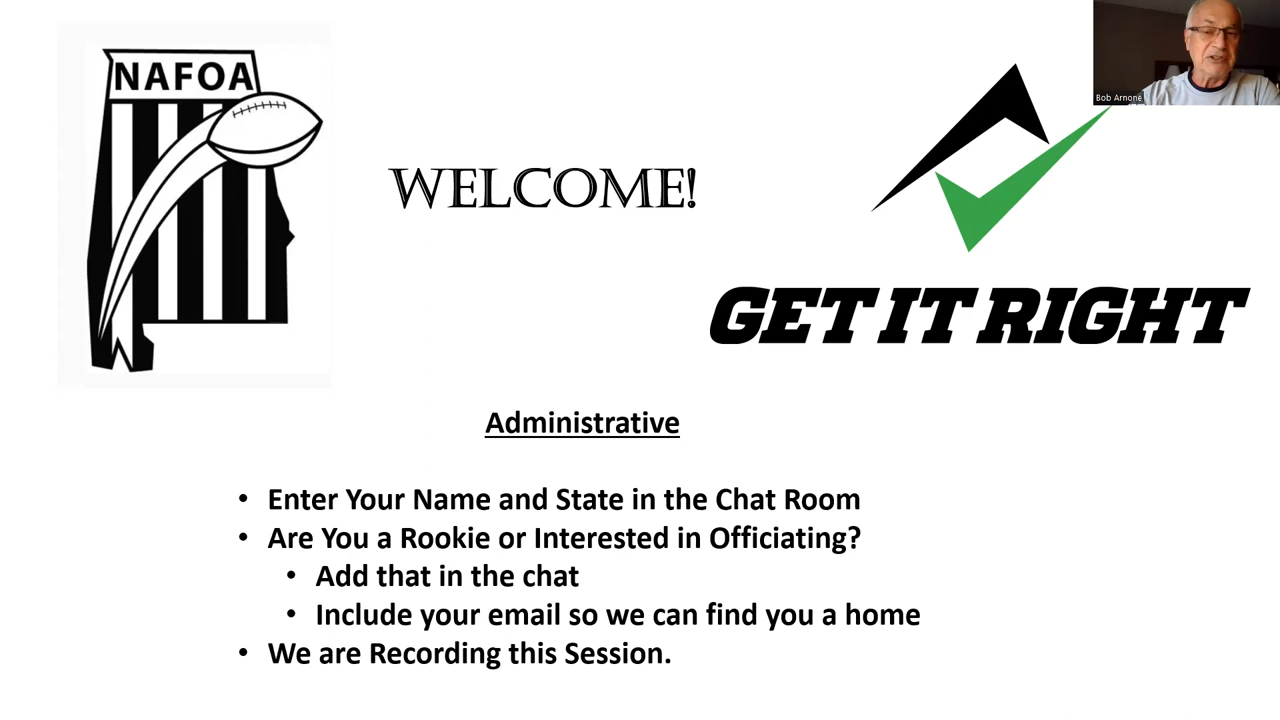 NAFOA
WELCOME!
Bob Arnone
GET IT RIGHT
Administrative
• Enter Your Name and State in the Chat Room
• Are You a Rookie or Interested in Officiating?
• Add that in the chat
• Include your email so we can find you a home
• We are Recording this Session.